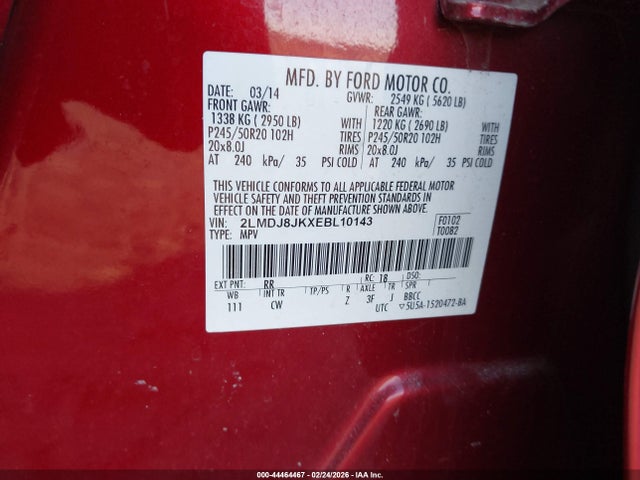 MFD. BY FORD MOTOR CO.
DATE: 03/14 GVWR: 2549 KG ( 5620 LB)
FRONT GAWR: REAR GAWR:
1338 KG ( 2950 LB) 1220 KG ( 2690 LB)
P245/50R20 102H TIRES P245/50R20 102H TIRES
20x8.0J RIMS 20x8.0J RIMS
AT 240 kPa/ 35 PSI COLD AT 240 kPa/ 35 PSI COLD
THIS VEHICLE CONFORMS TO ALL APPLICABLE FEDERAL MOTOR
VEHICLE SAFETY AND BUMPER AND THEFT PREVENTION STANDARDS IN
EFFECT ON THE DATE OF MANUFACTURE SHOWN ABOVE.
VIN: 2LMDJ8JKXEBL10143 F0102
TYPE: MPV T0082
EXT PNT: RR RC: 18 DSO:
WB INT TR TP/PS R AXLE TR SPR
111 CW Z 3F J BBCC
UTC ▽5U5A-1520472-BA
000-44464467 - 02/24/2026 - IAA Inc.